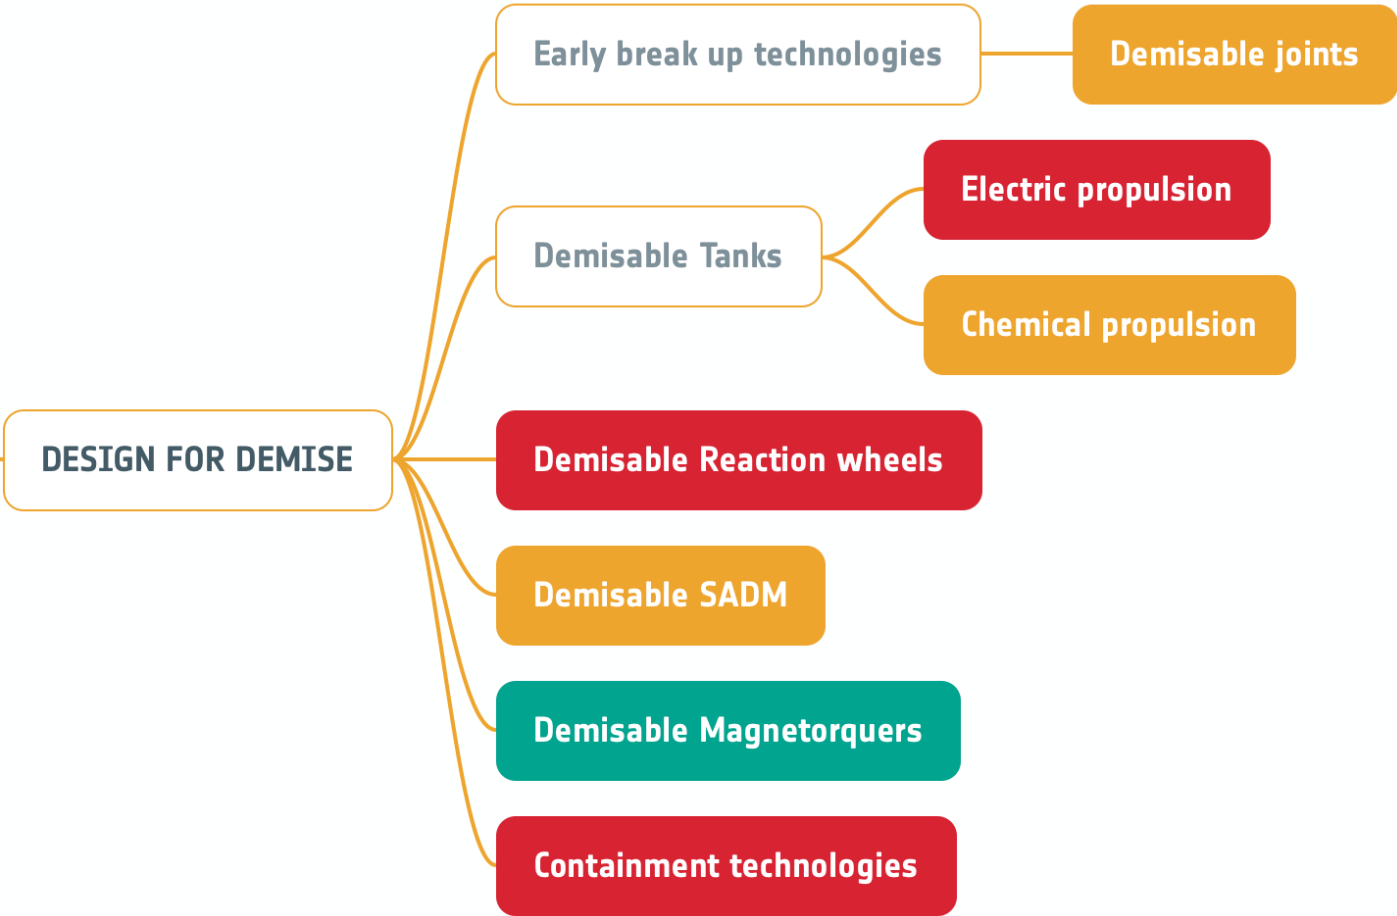 Early break up technologies
Demisable joints
Electric propulsion
Demisable Tanks
Chemical propulsion
DESIGN FOR DEMISE
Demisable Reaction wheels
Demisable SADM
Demisable Magnetorquers
Containment technologies